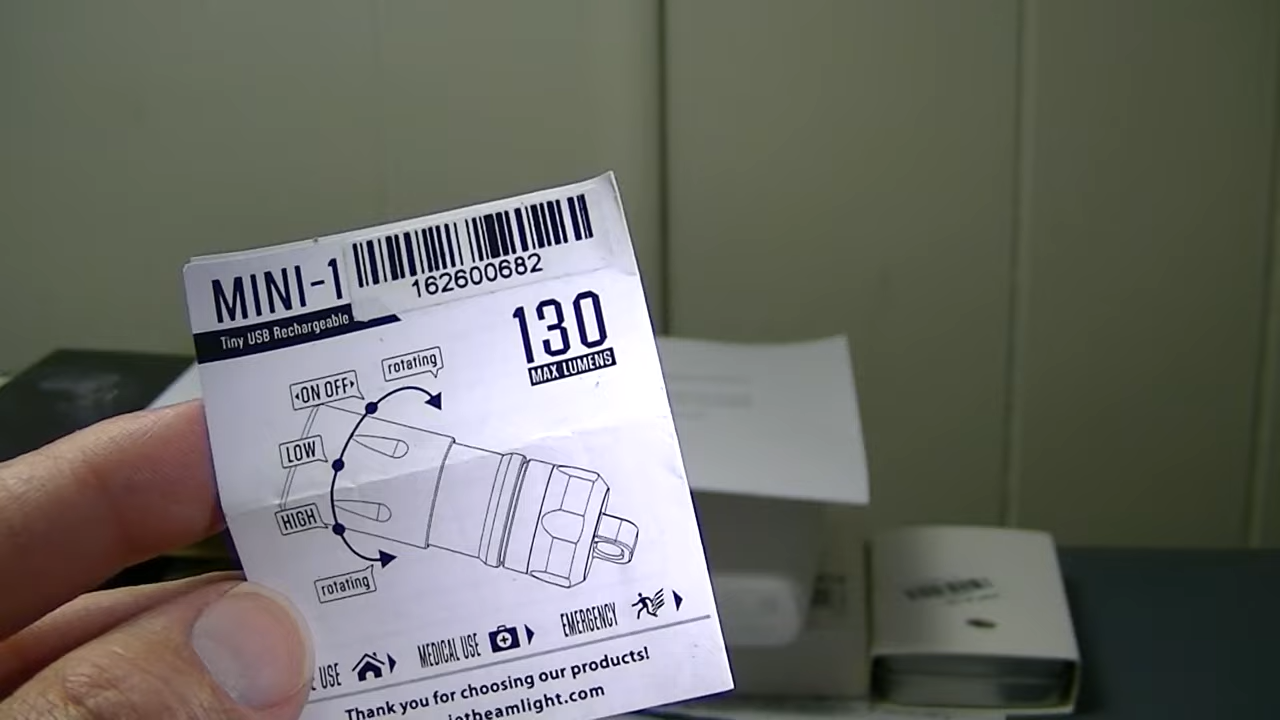 162600682
MINI-1
Tiny USB Rechargeable
130
MAX LUMENS
rotating
ON OFF
LOW
HIGH
rotating
USE
MEDICAL USE
EMERGENCY
Thank you for choosing our products!
jetbeamlight.com